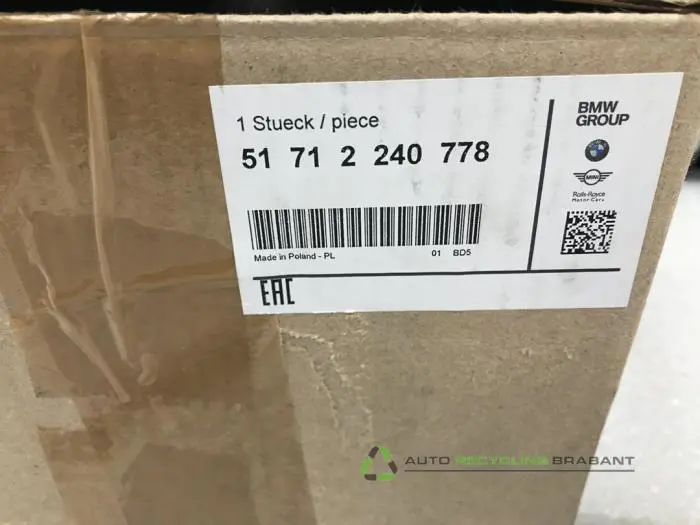 1 Stueck / piece
51 71 2 240 778
Made in Poland - PL 01 BD5
EAC
BMW
GROUP
MINI
Rolls-Royce
Motor Cars
AUTO RECYCLING BRABANT